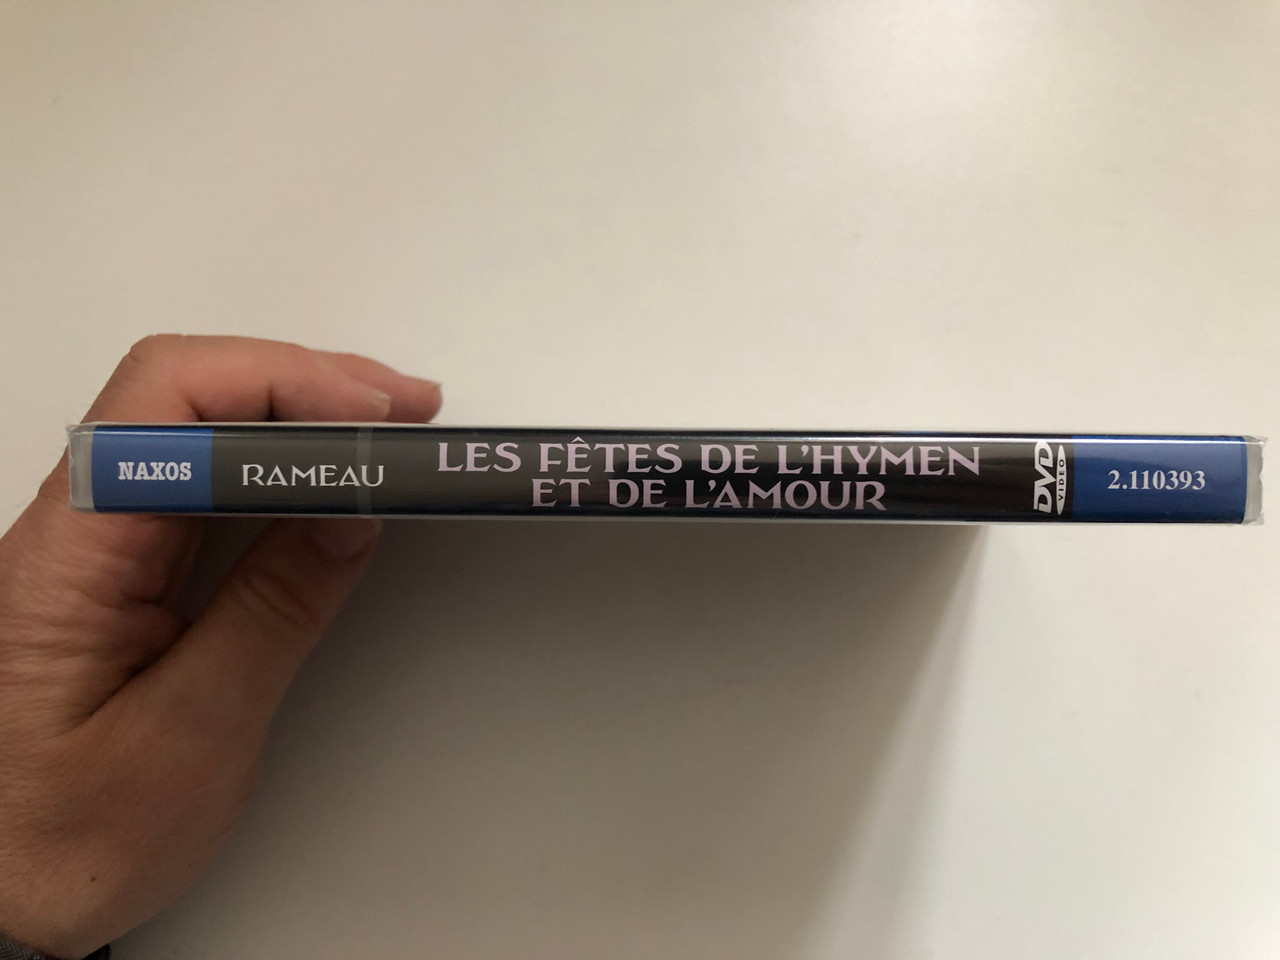 NAXOS
RAMEAU
LES FÊTES DE L'HYMEN
ET DE L'AMOUR
DVD
VIDEO
2.110393